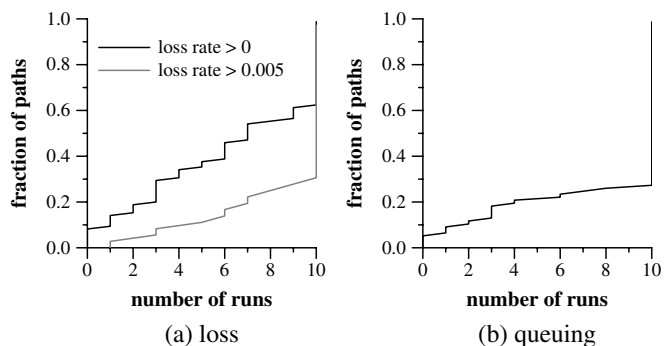 1.0
0.8
0.6
0.4
0.2
0.0
fraction of paths
loss rate > 0
loss rate > 0.005
0 2 4 6 8 10
number of runs
(a) loss
1.0
0.8
0.6
0.4
0.2
0.0
fraction of paths
0 2 4 6 8 10
number of runs
(b) queuing